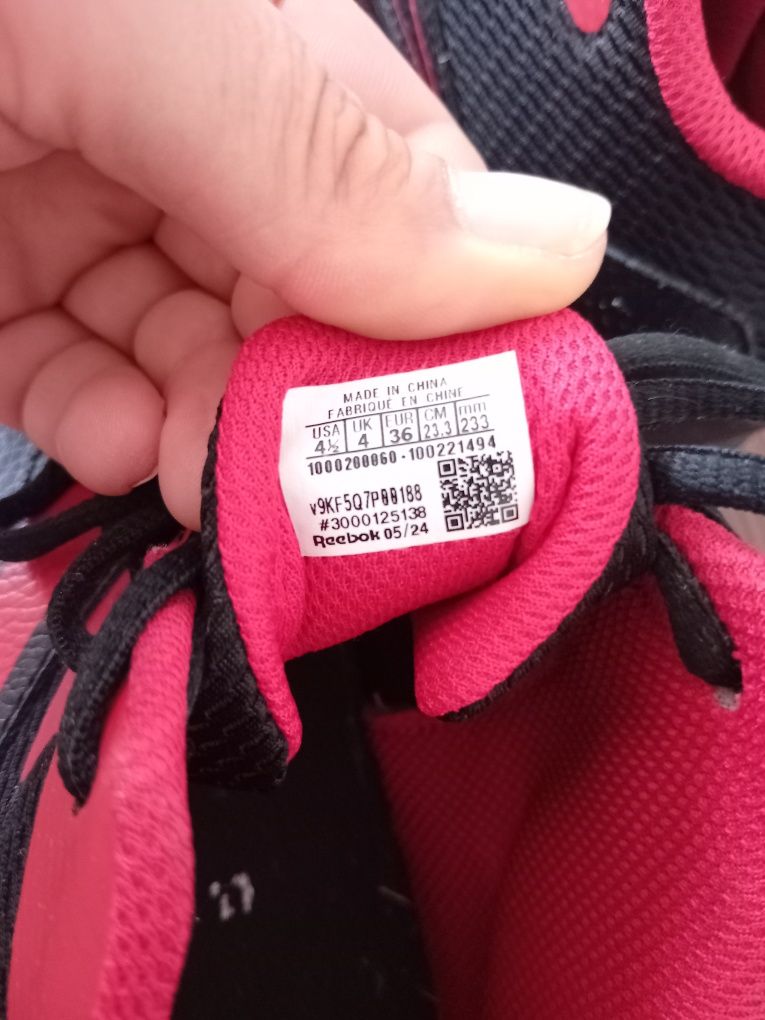 MADE IN CHINA
FABRIQUÉ EN CHINE
USA UK EUR CM mm
4½ 4 36 23.3 233
1000200060-100221494
#3000125138
Reebok 05/24